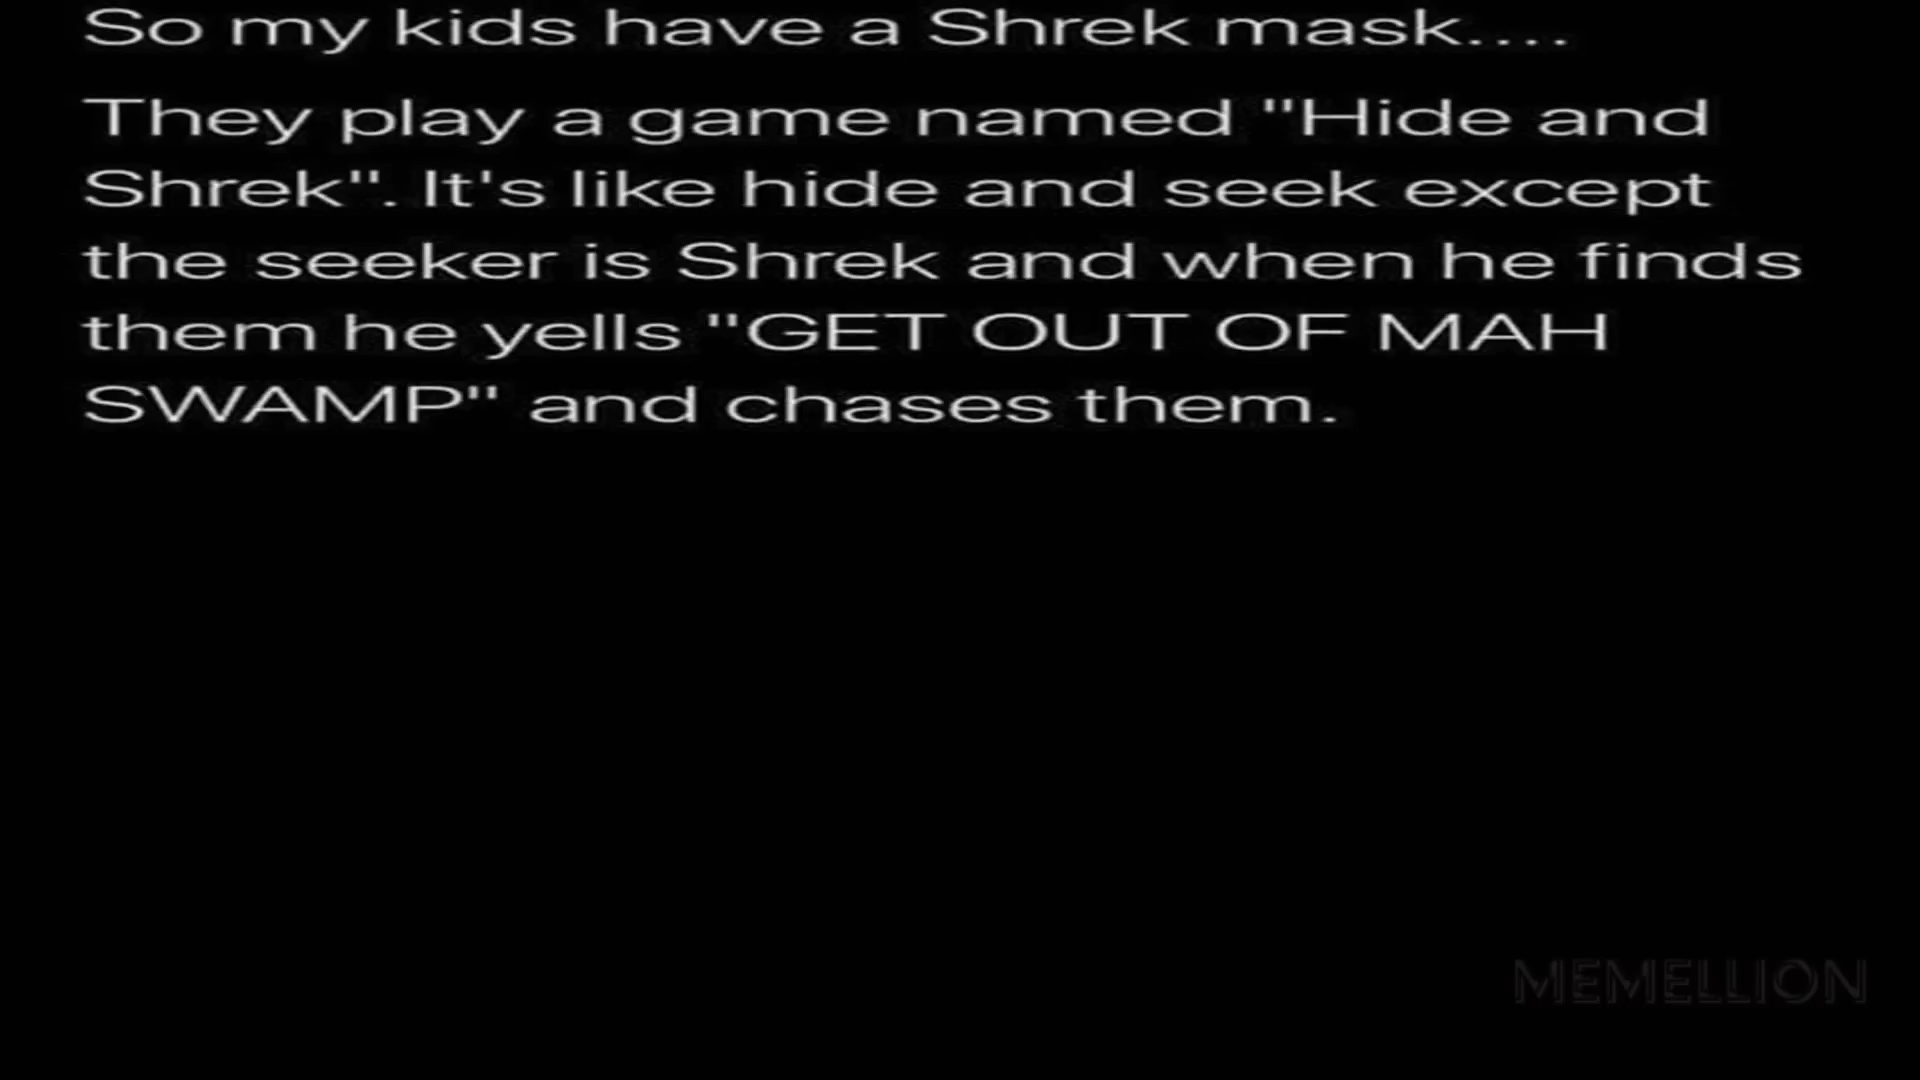 So my kids have a Shrek mask....
They play a game named "Hide and
Shrek". It's like hide and seek except
the seeker is Shrek and when he finds
them he yells "GET OUT OF MAH
SWAMP" and chases them.
MEMELLION